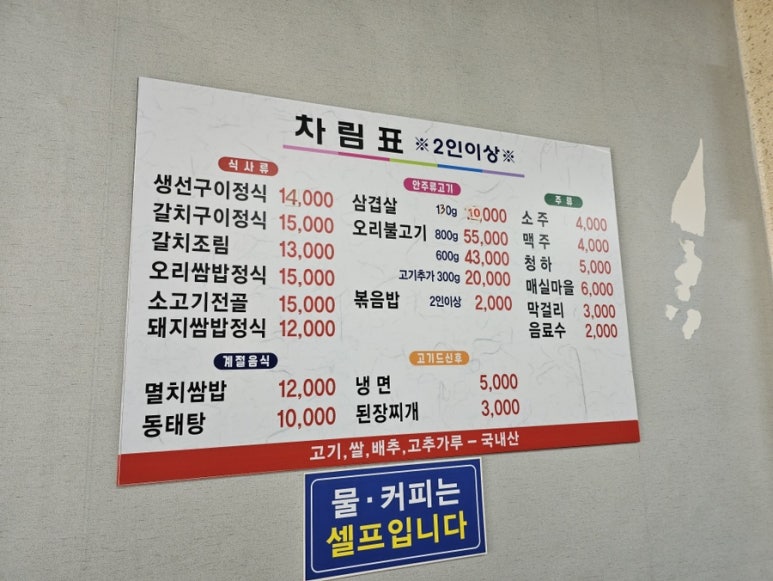 차림표 ※2인이상※
식사류
생선구이정식 14,000
갈치구이정식 15,000
갈치조림 13,000
오리쌈밥정식 15,000
소고기전골 15,000
돼지쌈밥정식 12,000
안주류고기
삼겹살 130g 10,000
오리불고기 800g 55,000
600g 43,000
고기추가 300g 20,000
볶음밥 2인이상 2,000
주류
소주 4,000
맥주 4,000
청하 5,000
매실마을 6,000
막걸리 3,000
음료수 2,000
계절음식
멸치쌈밥 12,000
동태탕 10,000
고기드신후
냉면 5,000
된장찌개 3,000
고기,쌀,배추,고추가루 – 국내산
물·커피는
셀프입니다